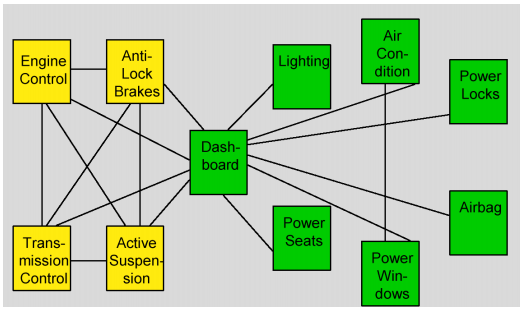 Engine
Control
Anti-
Lock
Brakes
Lighting
Air
Con-
dition
Power
Locks
Dash-
board
Trans-
mission
Control
Active
Suspen-
sion
Power
Seats
Power
Win-
dows
Airbag